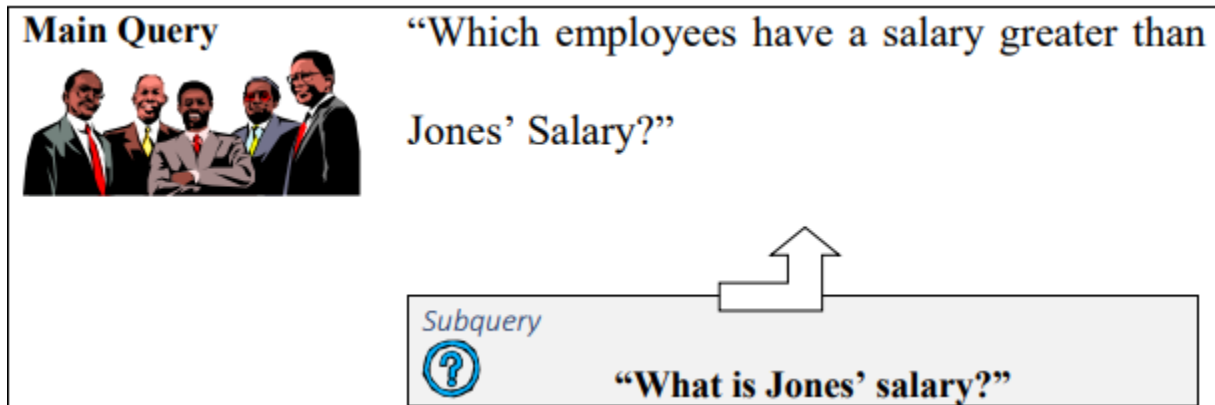 Main Query
“Which employees have a salary greater than
Jones’ Salary?”
Subquery
?
“What is Jones’ salary?”